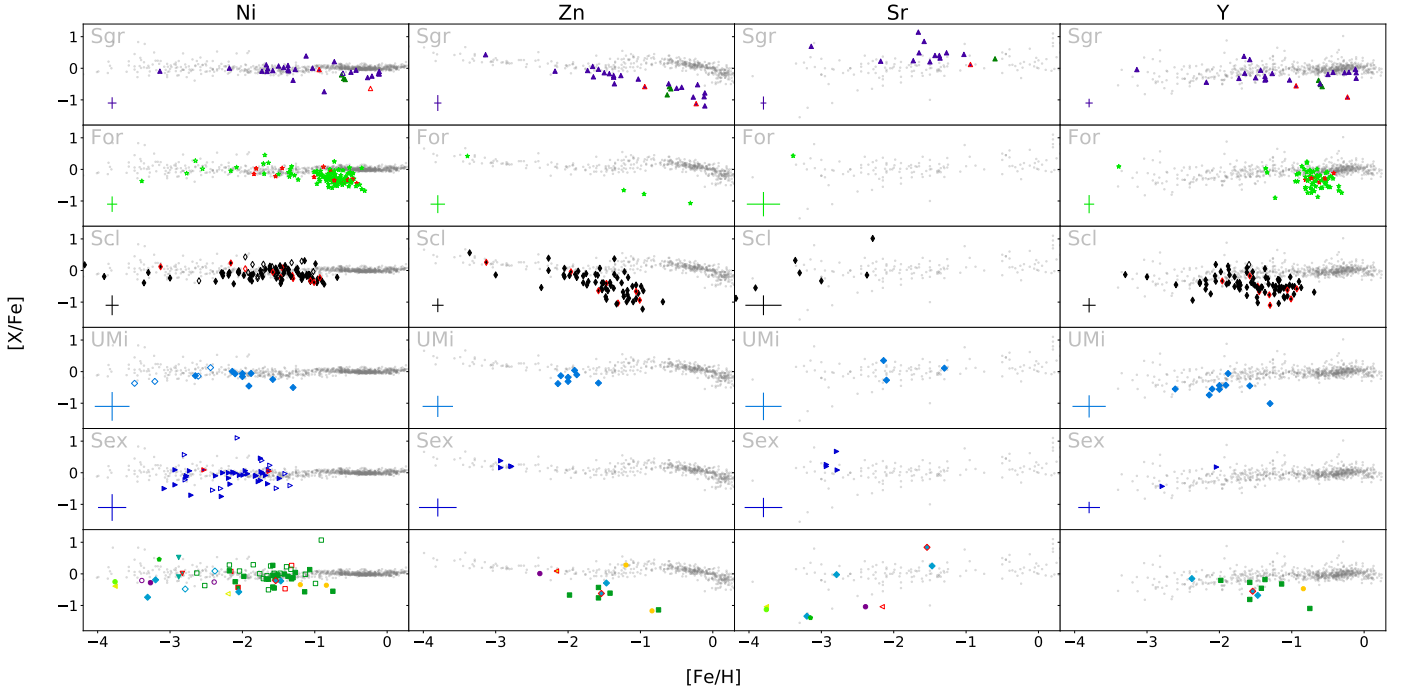 Ni Zn Sr Y
Sgr Sgr Sgr Sgr
1
0
−1
For For For For
1
0
−1
Scl Scl Scl Scl
1
0
−1
UMi UMi UMi UMi
1
0
−1
Sex Sex Sex Sex
1
0
−1
1
0
−1
[X/Fe]
−4 −3 −2 −1 0 −4 −3 −2 −1 0 −4 −3 −2 −1 0 −4 −3 −2 −1 0
[Fe/H]